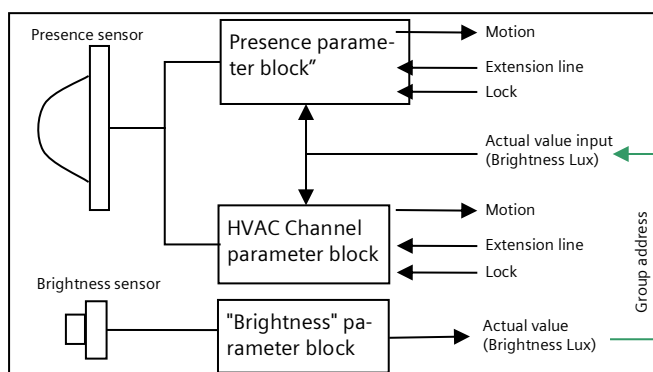 Presence sensor
Presence parame-
ter block”
Motion
Extension line
Lock
Actual value input
(Brightness Lux)
HVAC Channel
parameter block
Motion
Extension line
Lock
Group address
Brightness sensor
"Brightness" pa-
rameter block
Actual value
(Brightness Lux)